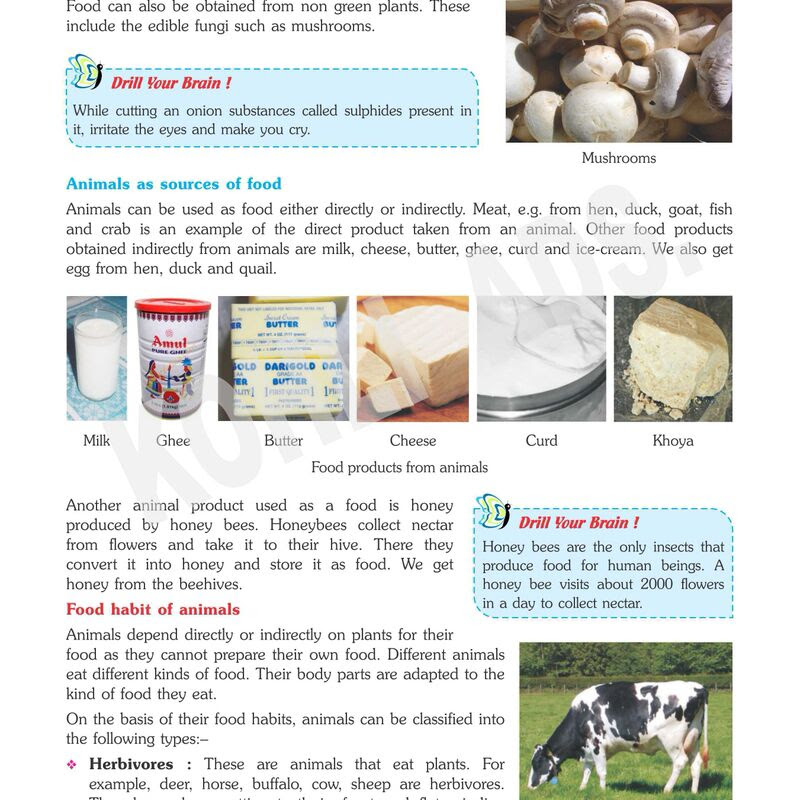 Food can also be obtained from non green plants. These
include the edible fungi such as mushrooms.
Drill Your Brain !
While cutting an onion substances called sulphides present in
it, irritate the eyes and make you cry.
Mushrooms
Animals as sources of food
Animals can be used as food either directly or indirectly. Meat, e.g. from hen, duck, goat, fish
and crab is an example of the direct product taken from an animal. Other food products
obtained indirectly from animals are milk, cheese, butter, ghee, curd and ice-cream. We also get
egg from hen, duck and quail.
Amul
PURE GHEE
Sweet Cream
BUTTER
DARIGOLD
GRADE AA
BUTTER
FIRST QUALITY
Milk Ghee Butter Cheese Curd Khoya
Food products from animals
Another animal product used as a food is honey
produced by honey bees. Honeybees collect nectar
from flowers and take it to their hive. There they
convert it into honey and store it as food. We get
honey from the beehives.
Drill Your Brain !
Honey bees are the only insects that
produce food for human beings. A
honey bee visits about 2000 flowers
in a day to collect nectar.
Food habit of animals
Animals depend directly or indirectly on plants for their
food as they cannot prepare their own food. Different animals
eat different kinds of food. Their body parts are adapted to the
kind of food they eat.
On the basis of their food habits, animals can be classified into
the following types:–
❖ Herbivores : These are animals that eat plants. For
example, deer, horse, buffalo, cow, sheep are herbivores.